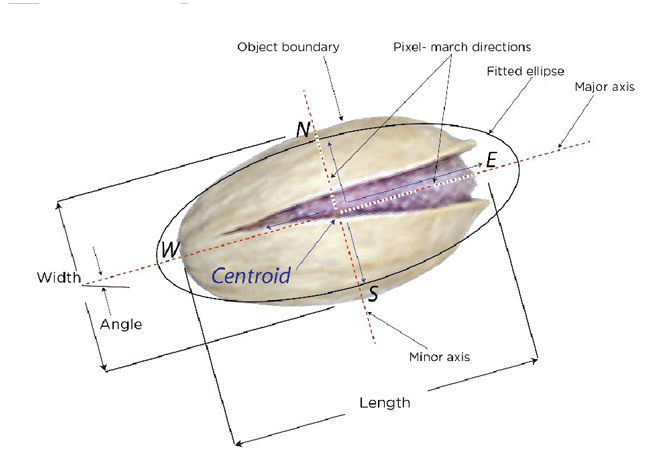 Object boundary
Pixel- march directions
Fitted ellipse
Major axis
N
E
W
Centroid
Width
S
Angle
Minor axis
Length